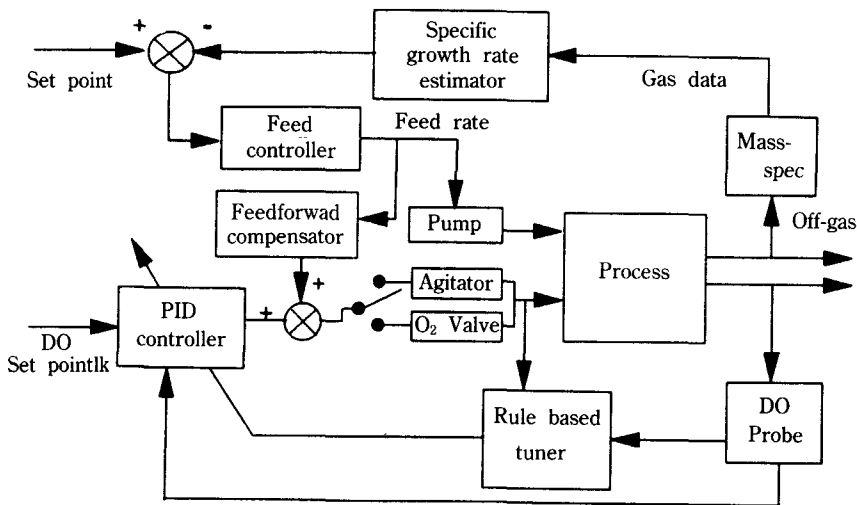 +
-
Specific
growth rate
estimator
Set point
Gas data
Feed
controller
Feed rate
Mass-
spec
Feedforwad
compensator
Pump
Off-gas
Process
+
Agitator
PID
controller
+
O₂ Valve
DO
Set pointlk
Rule based
tuner
DO
Probe